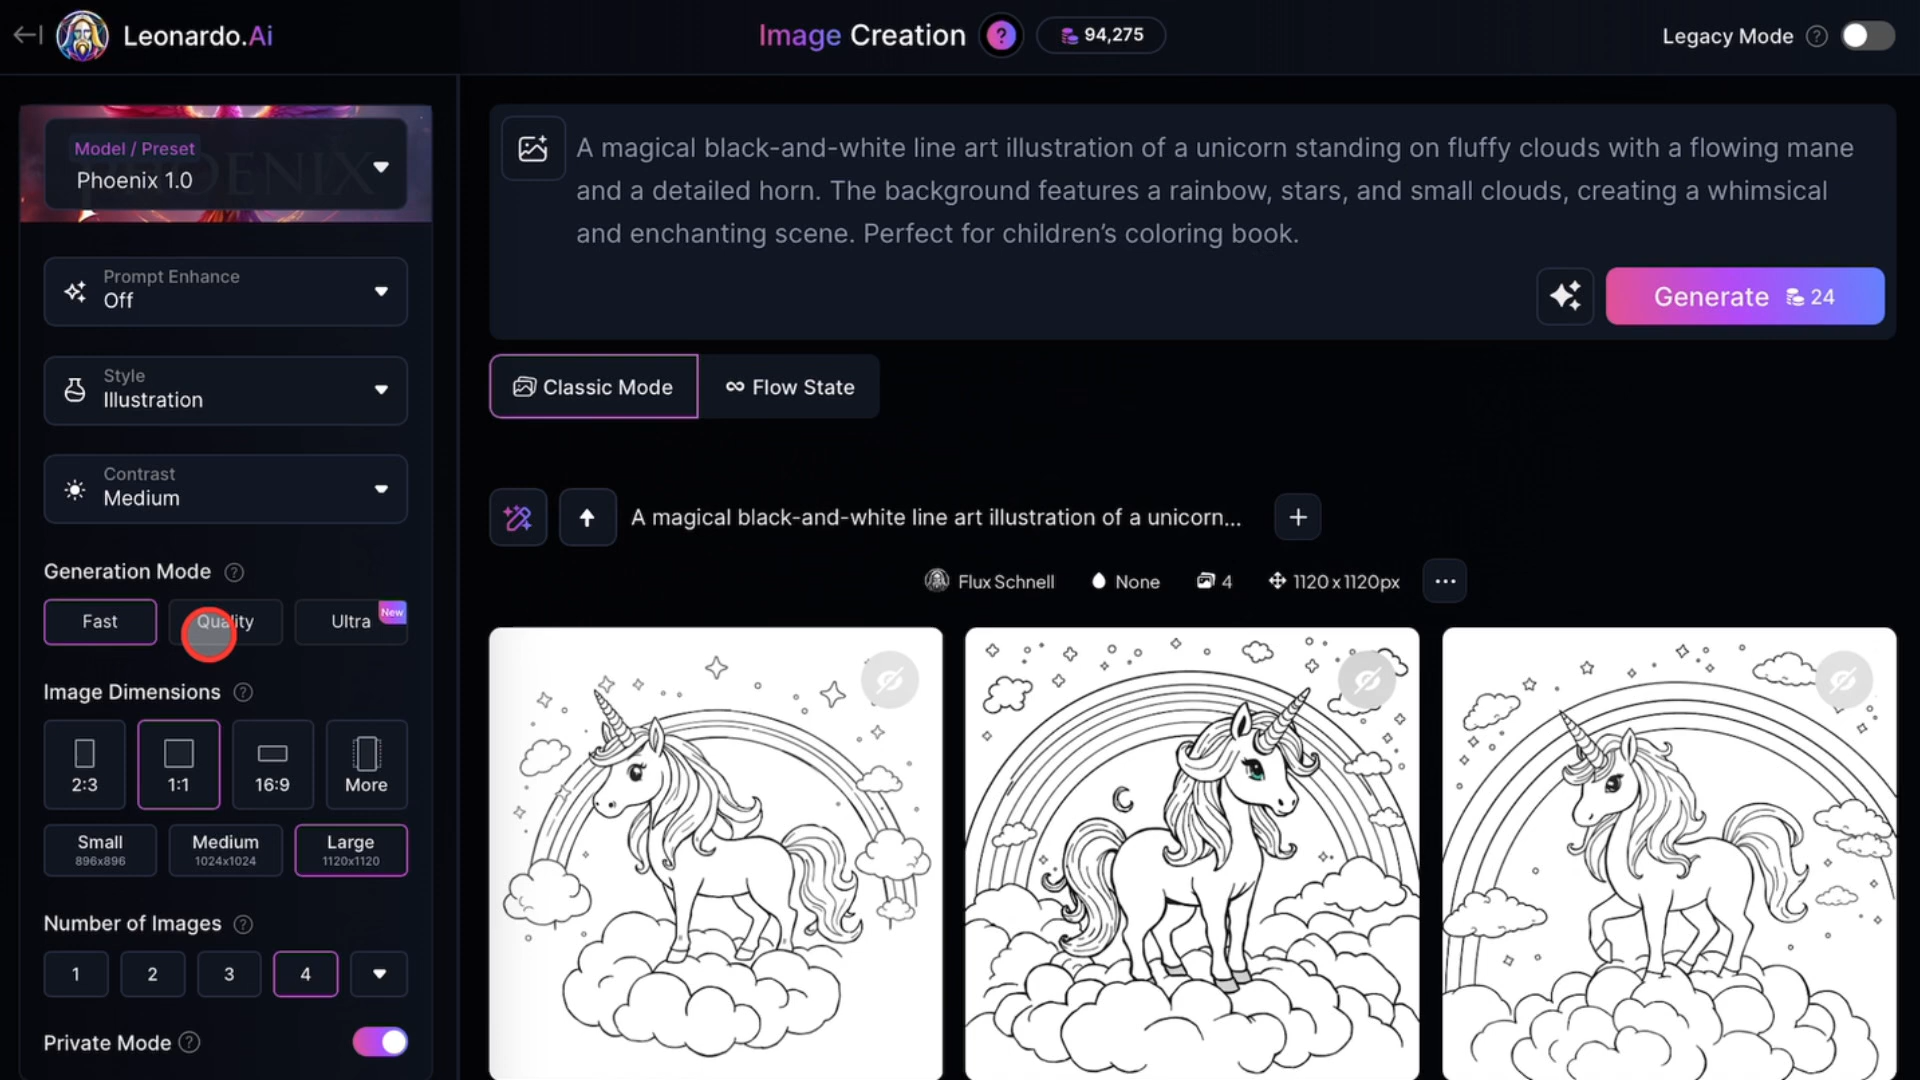 Leonardo.Ai
Image Creation ? 94,275
Legacy Mode ?
Model / Preset
Phoenix 1.0
PHOENIX
Prompt Enhance
Off
Style
Illustration
Contrast
Medium
Generation Mode ?
Fast Quality Ultra New
Image Dimensions ?
2:3 1:1 16:9 More
Small Medium Large
896x896 1024x1024 1120x1120
Number of Images ?
1 2 3 4
Private Mode ?
A magical black-and-white line art illustration of a unicorn standing on fluffy clouds with a flowing mane
and a detailed horn. The background features a rainbow, stars, and small clouds, creating a whimsical
and enchanting scene. Perfect for children's coloring book.
Generate 24
Classic Mode Flow State
A magical black-and-white line art illustration of a unicorn... +
Flux Schnell None 4 1120 x 1120px ...